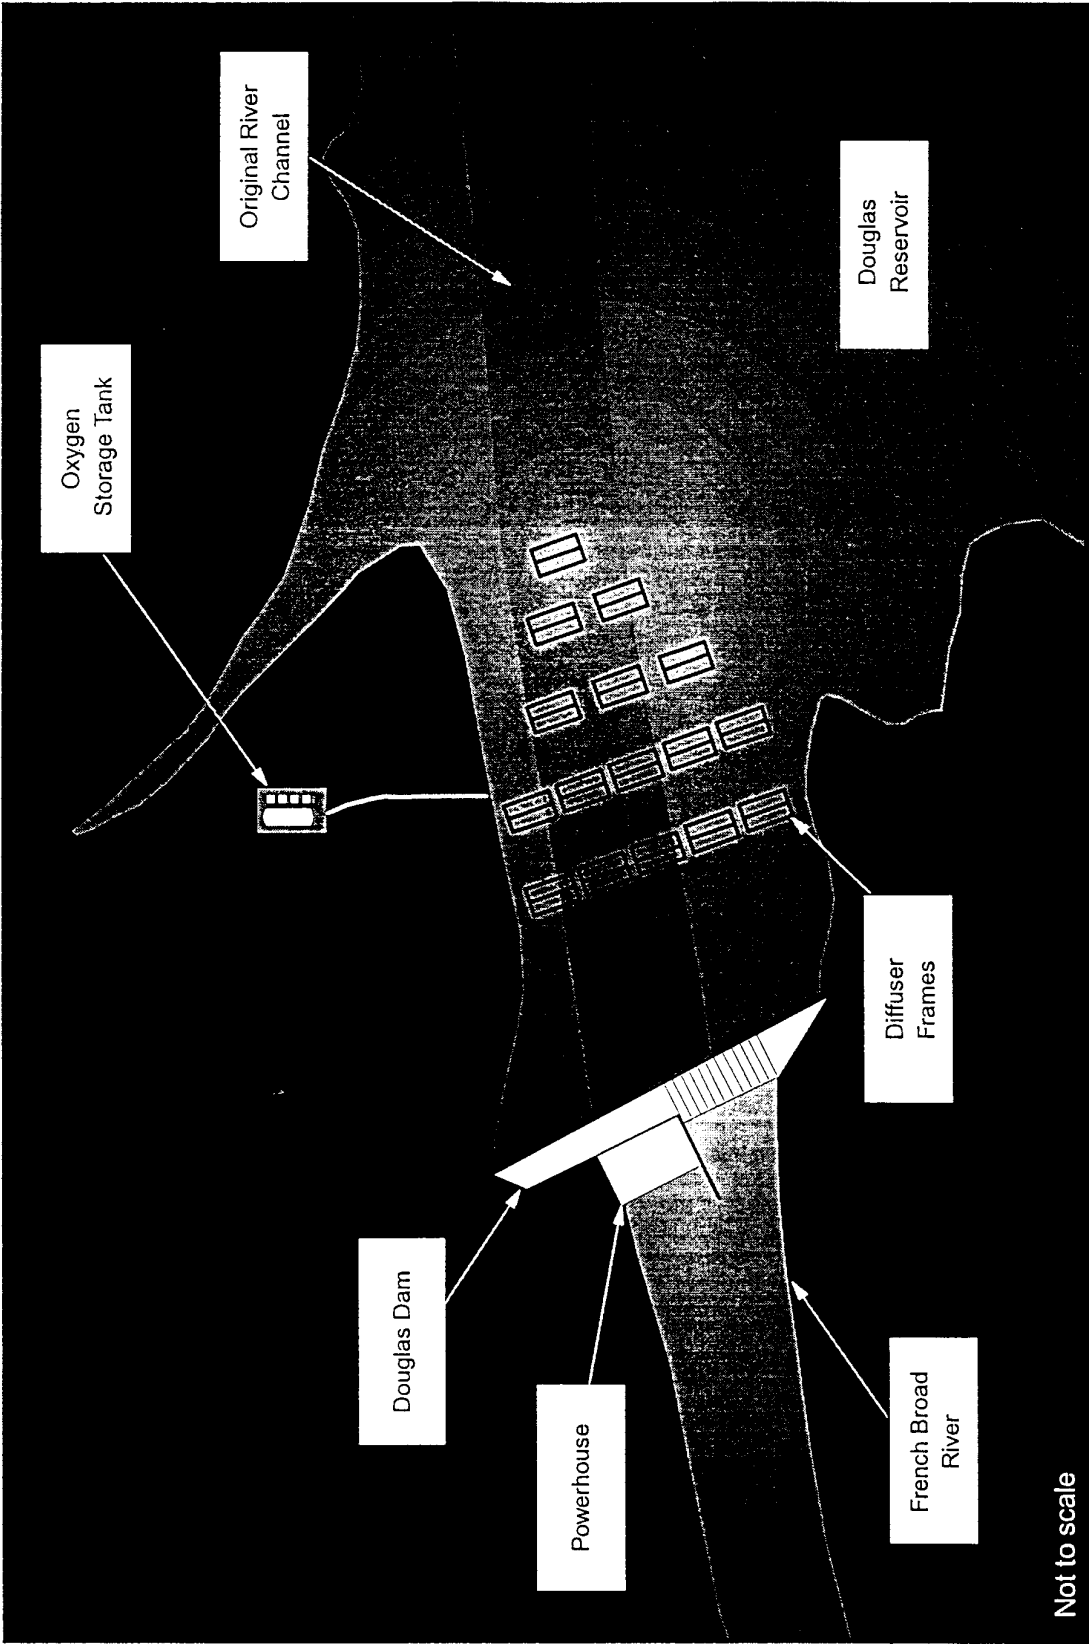 Oxygen
Storage Tank
Original River
Channel
Douglas
Reservoir
Diffuser
Frames
Douglas Dam
Powerhouse
French Broad
River
Not to scale